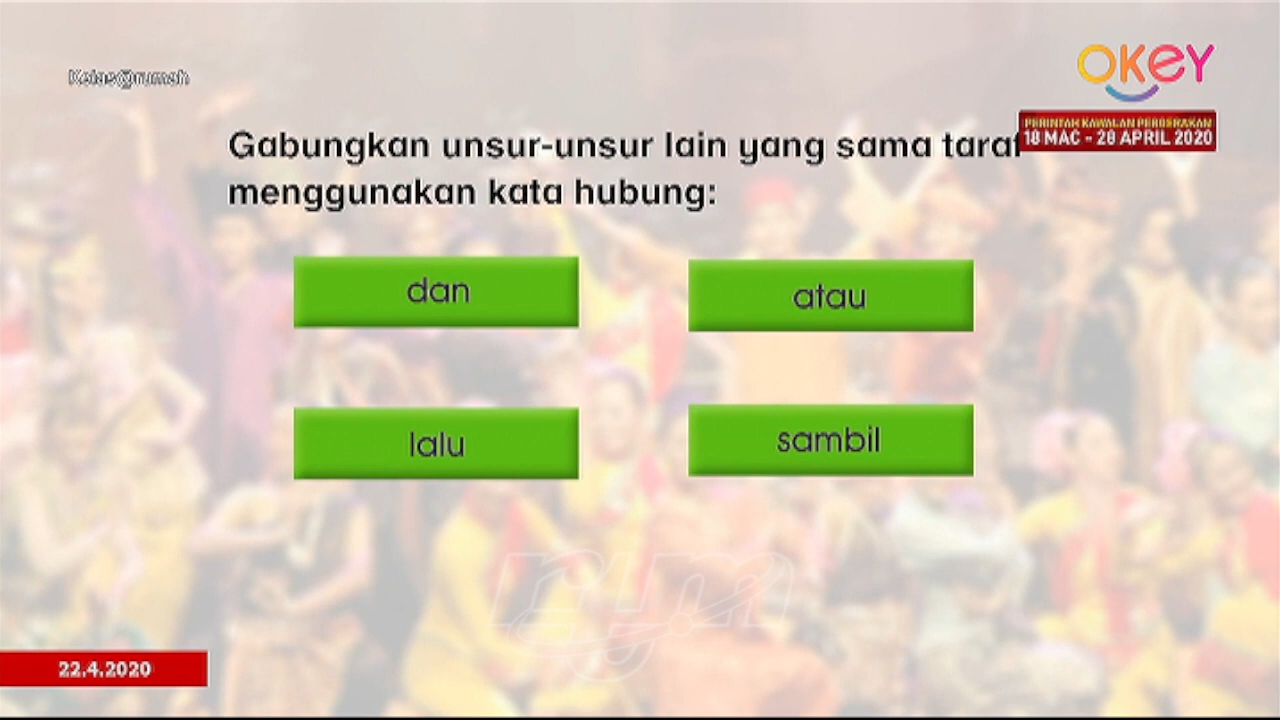 Kelas@rumah
OKEY
PERINTAH KAWALAN PERGERAKAN
18 MAC - 28 APRIL 2020
Gabungkan unsur-unsur lain yang sama taraf
menggunakan kata hubung:
dan
atau
lalu
sambil
rtm
22.4.2020